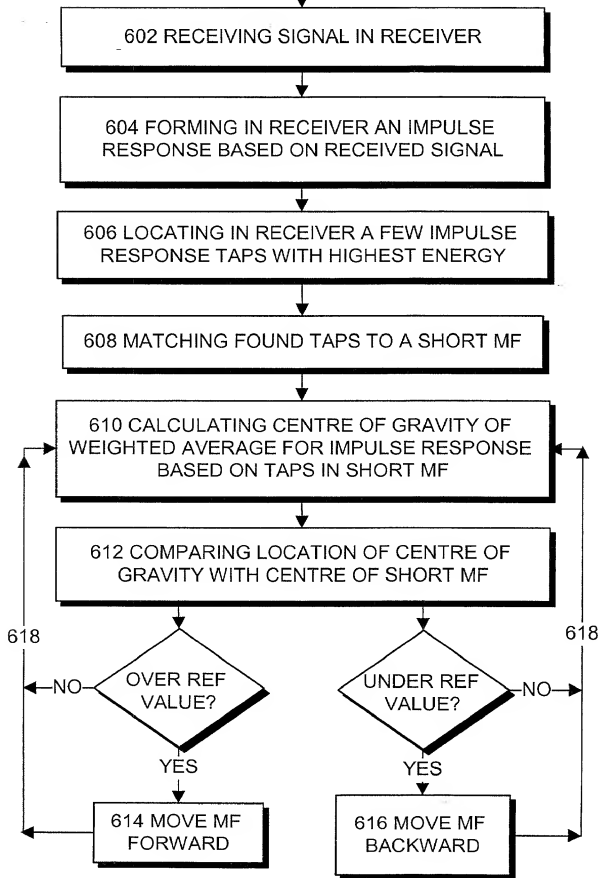 602 RECEIVING SIGNAL IN RECEIVER
604 FORMING IN RECEIVER AN IMPULSE
RESPONSE BASED ON RECEIVED SIGNAL
606 LOCATING IN RECEIVER A FEW IMPULSE
RESPONSE TAPS WITH HIGHEST ENERGY
608 MATCHING FOUND TAPS TO A SHORT MF
610 CALCULATING CENTRE OF GRAVITY OF
WEIGHTED AVERAGE FOR IMPULSE RESPONSE
BASED ON TAPS IN SHORT MF
612 COMPARING LOCATION OF CENTRE OF
GRAVITY WITH CENTRE OF SHORT MF
618
618
OVER REF
VALUE?
NO
UNDER REF
VALUE?
NO
YES
YES
614 MOVE MF
FORWARD
616 MOVE MF
BACKWARD